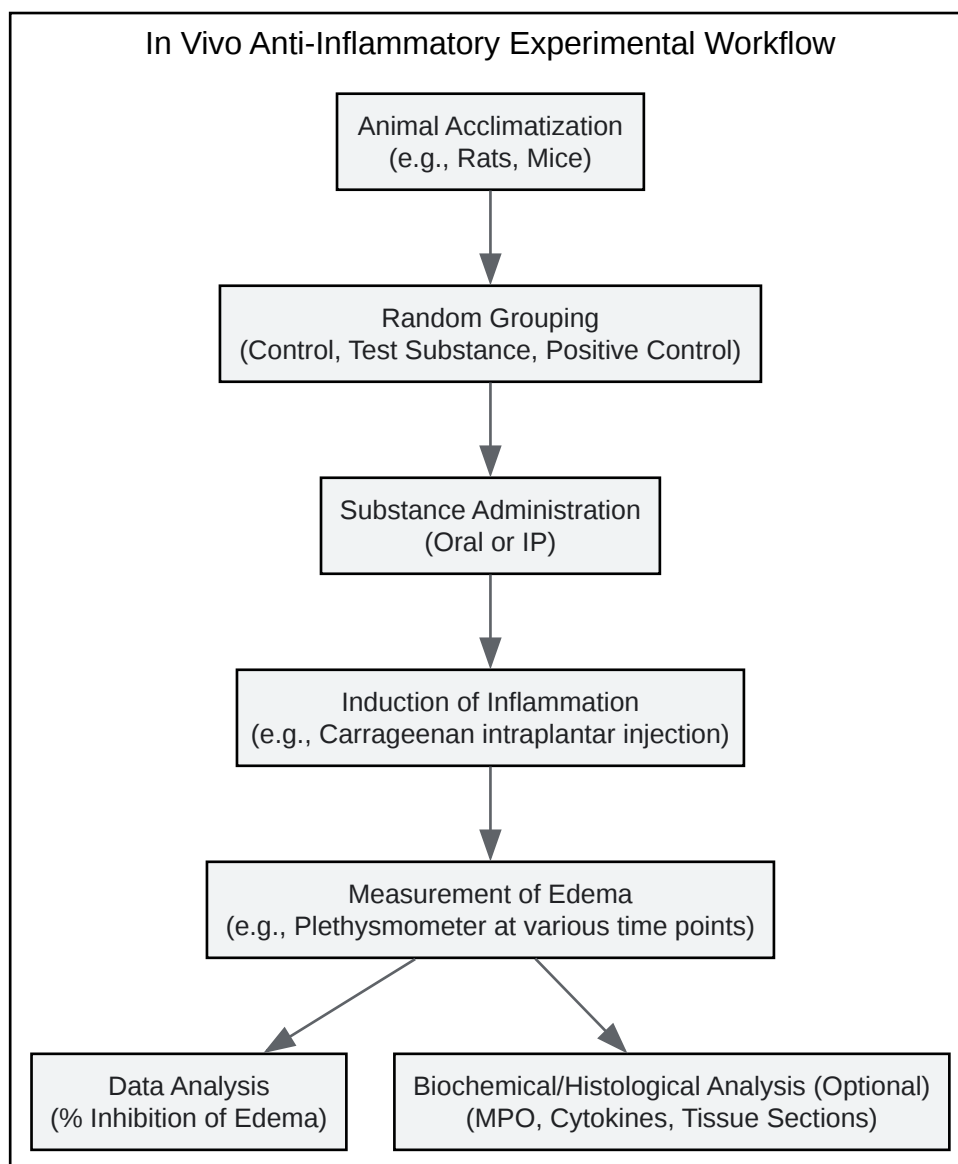 In Vivo Anti-Inflammatory Experimental Workflow
Animal Acclimatization
(e.g., Rats, Mice)
Random Grouping
(Control, Test Substance, Positive Control)
Substance Administration
(Oral or IP)
Induction of Inflammation
(e.g., Carrageenan intraplantar injection)
Measurement of Edema
(e.g., Plethysmometer at various time points)
Data Analysis
(% Inhibition of Edema)
Biochemical/Histological Analysis (Optional)
(MPO, Cytokines, Tissue Sections)